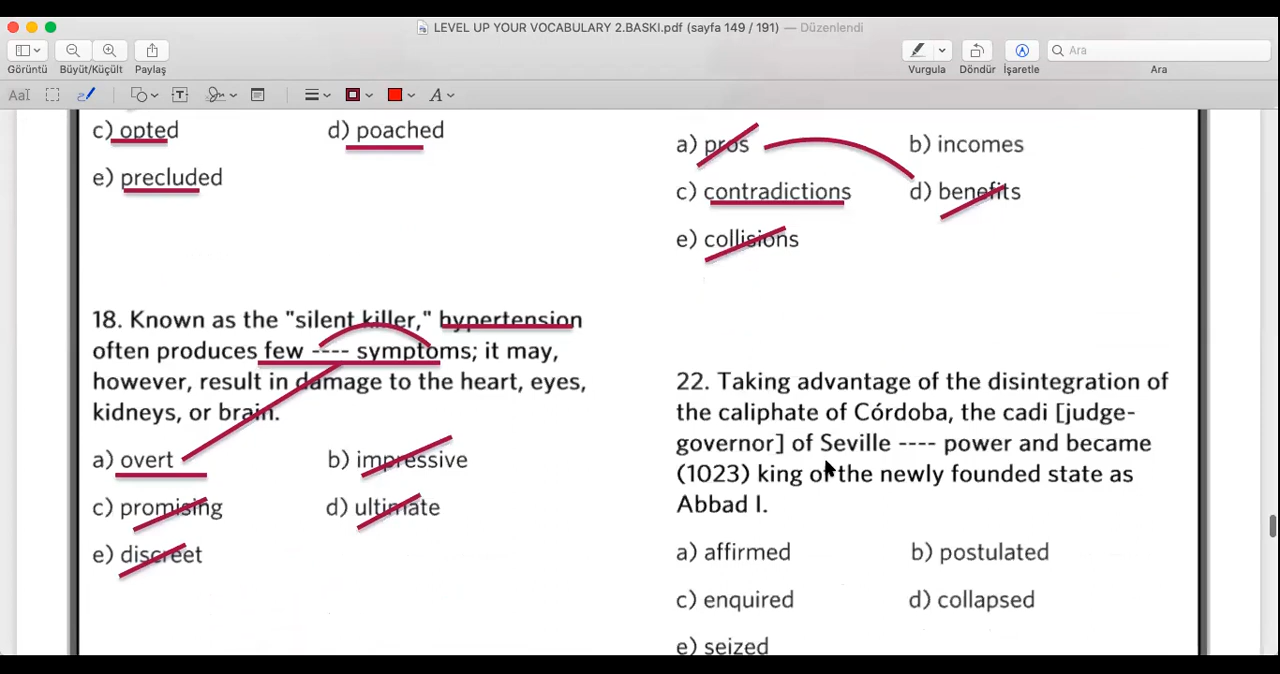 LEVEL UP YOUR VOCABULARY 2.BASKI.pdf (sayfa 149 / 191) — Düzenlendi
Ara
Görüntü
Büyüt/Küçült
Paylaş
Vurgula
Döndür
İşaretle
Ara
AaI
A
c) opted
d) poached
e) precluded
18. Known as the "silent killer," hypertension
often produces few ---- symptoms; it may,
however, result in damage to the heart, eyes,
kidneys, or brain.
a) overt
b) impressive
c) promising
d) ultimate
e) discreet
a) pros
b) incomes
c) contradictions
d) benefits
e) collisions
22. Taking advantage of the disintegration of
the caliphate of Córdoba, the cadi [judge-
governor] of Seville ---- power and became
(1023) king of the newly founded state as
Abbad I.
a) affirmed
b) postulated
c) enquired
d) collapsed
e) seized